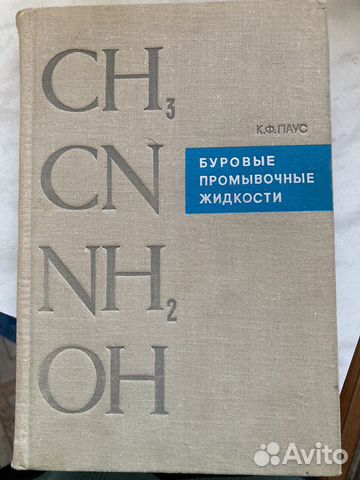 CH₃
CN
NH₂
OH
К.Ф.ПАУС
БУРОВЫЕ
ПРОМЫВОЧНЫЕ
ЖИДКОСТИ
Avito